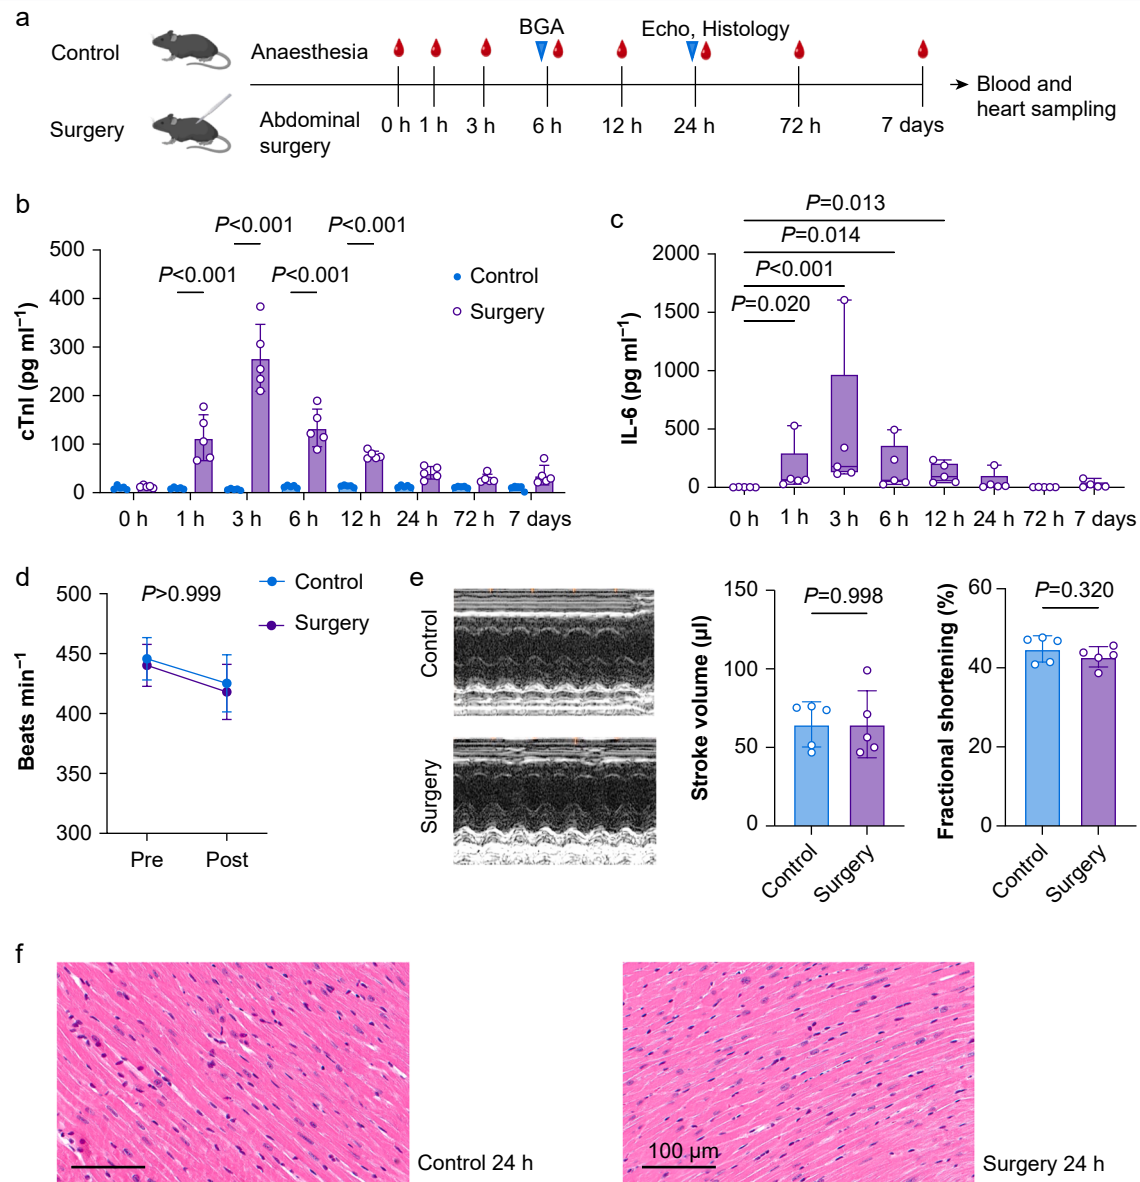 a
Control
Surgery
Anaesthesia
Abdominal
surgery
BGA
Echo, Histology
0 h 1 h 3 h 6 h 12 h 24 h 72 h 7 days
Blood and
heart sampling
b
P<0.001 P<0.001
P<0.001 P<0.001
Control
Surgery
cTnI (pg ml⁻¹)
500
400
300
200
100
0
0 h 1 h 3 h 6 h 12 h 24 h 72 h 7 days
c
P=0.013
P=0.014
P<0.001
P=0.020
IL-6 (pg ml⁻¹)
2000
1500
1000
500
0
0 h 1 h 3 h 6 h 12 h 24 h 72 h 7 days
d
P>0.999
Control
Surgery
Beats min⁻¹
500
450
400
350
300
Pre Post
e
Control
Surgery
Stroke volume (µl)
150
100
50
0
P=0.998
Control Surgery
Fractional shortening (%)
60
40
20
0
P=0.320
Control Surgery
f
Control 24 h
100 µm
Surgery 24 h